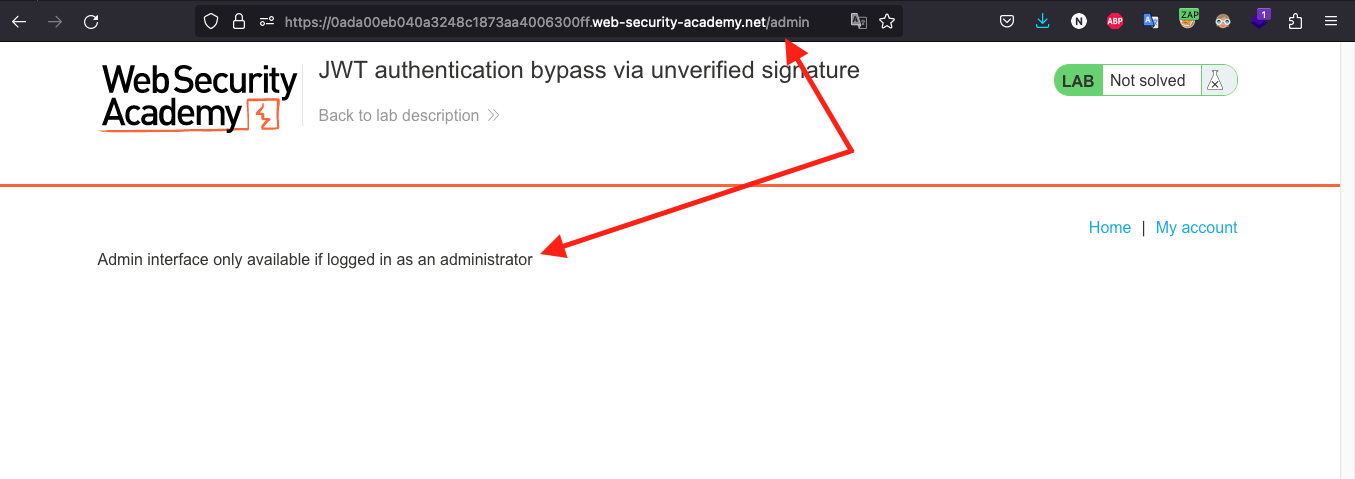 https://0ada00eb040a3248c1873aa4006300ff.web-security-academy.net/admin
N
ABP
ZAP
1
Web Security
Academy
JWT authentication bypass via unverified signature
Back to lab description
LAB Not solved
Home | My account
Admin interface only available if logged in as an administrator